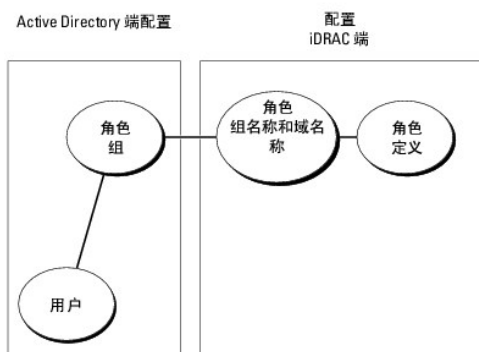 Active Directory 端配置
配置
iDRAC 端
角色
组
角色
组名称和域名
称
角色
定义
用户